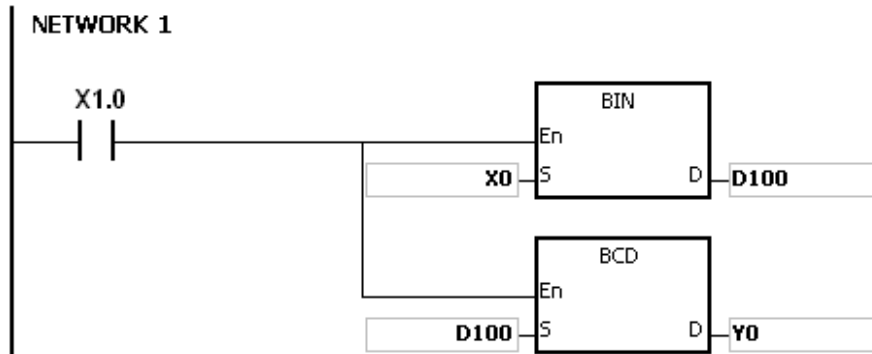 NETWORK 1
X1.0
BIN
En
X0 S D D100
BCD
En
D100 S D Y0